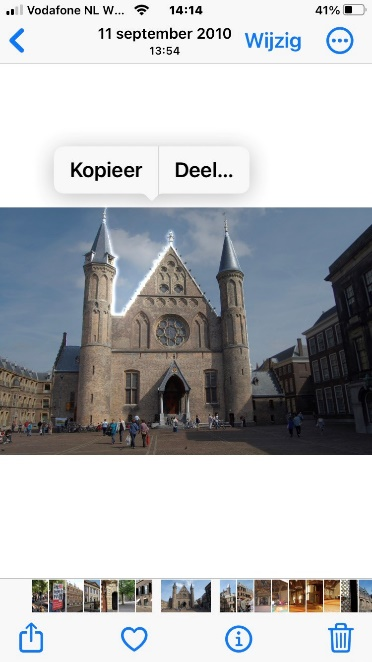 Vodafone NL W... 14:14 41%
11 september 2010
13:54
Wijzig
Kopieer Deel...